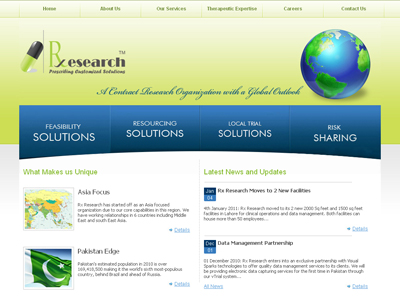 Home About Us Our Services Therapeutic Expertise Careers Contact Us
Rxesearch TM
Prescribing Customized Solutions
A Contract Research Organization with a Global Outlook
FEASIBILITY SOLUTIONS
RESOURCING SOLUTIONS
LOCAL TRIAL SOLUTIONS
RISK SHARING
What Makes us Unique
Asia Focus
Rx Research has started off as an Asia focused
organization due to our core capabilities in this region. We
have working relationships in 6 countries including Middle
East and south East-Asia.
Details
Pakistan Edge
Pakistan's estimated population in 2010 is over
169,410,500 making it the world's sixth most-populous
country, behind Brazil and ahead of Russia.
Details
Latest News and Updates
Jan 04
Rx Research Moves to 2 New Facilities
4th January 2011: Rx Research moved to its 2 new 2000 Sq feet and 1500 sq feet
facilities in Lahore for clinical operations and data management. Both facilities can
house more than 50 employees...
Details
Dec 01
Data Management Partnership
01 December 2010: Rx Research enters into an exclusive partnership with Visual
Sparks technologies to offer quality data management services to its clients. We will
be providing electronic data capturing services for the first time in Pakistan through
our vTrial system...
All News Details